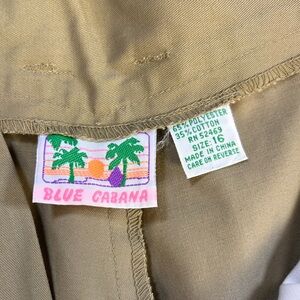 BLUE CABANA
65% POLYESTER
35% COTTON
RN 52469
SIZE: 16
MADE IN CHINA
CARE ON REVERSE